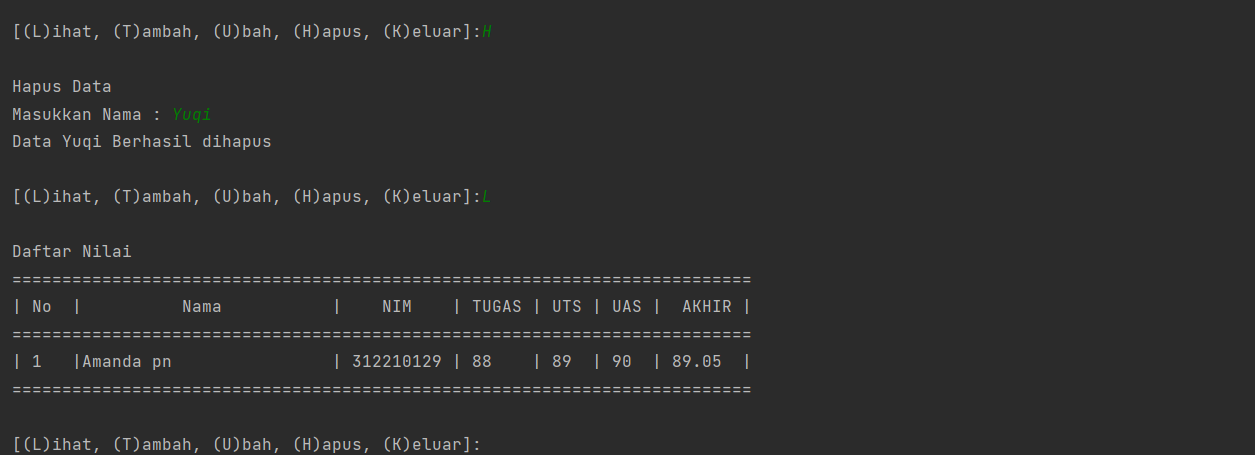 [(L)ihat, (T)ambah, (U)bah, (H)apus, (K)eluar]:H
Hapus Data
Masukkan Nama : Yuqi
Data Yuqi Berhasil dihapus
[(L)ihat, (T)ambah, (U)bah, (H)apus, (K)eluar]:L
Daftar Nilai
==========================================================================
| No  |          Nama           |    NIM    | TUGAS | UTS | UAS |  AKHIR |
==========================================================================
| 1   |Amanda pn                | 312210129 | 88    | 89  | 90  | 89.05  |
==========================================================================
[(L)ihat, (T)ambah, (U)bah, (H)apus, (K)eluar]: